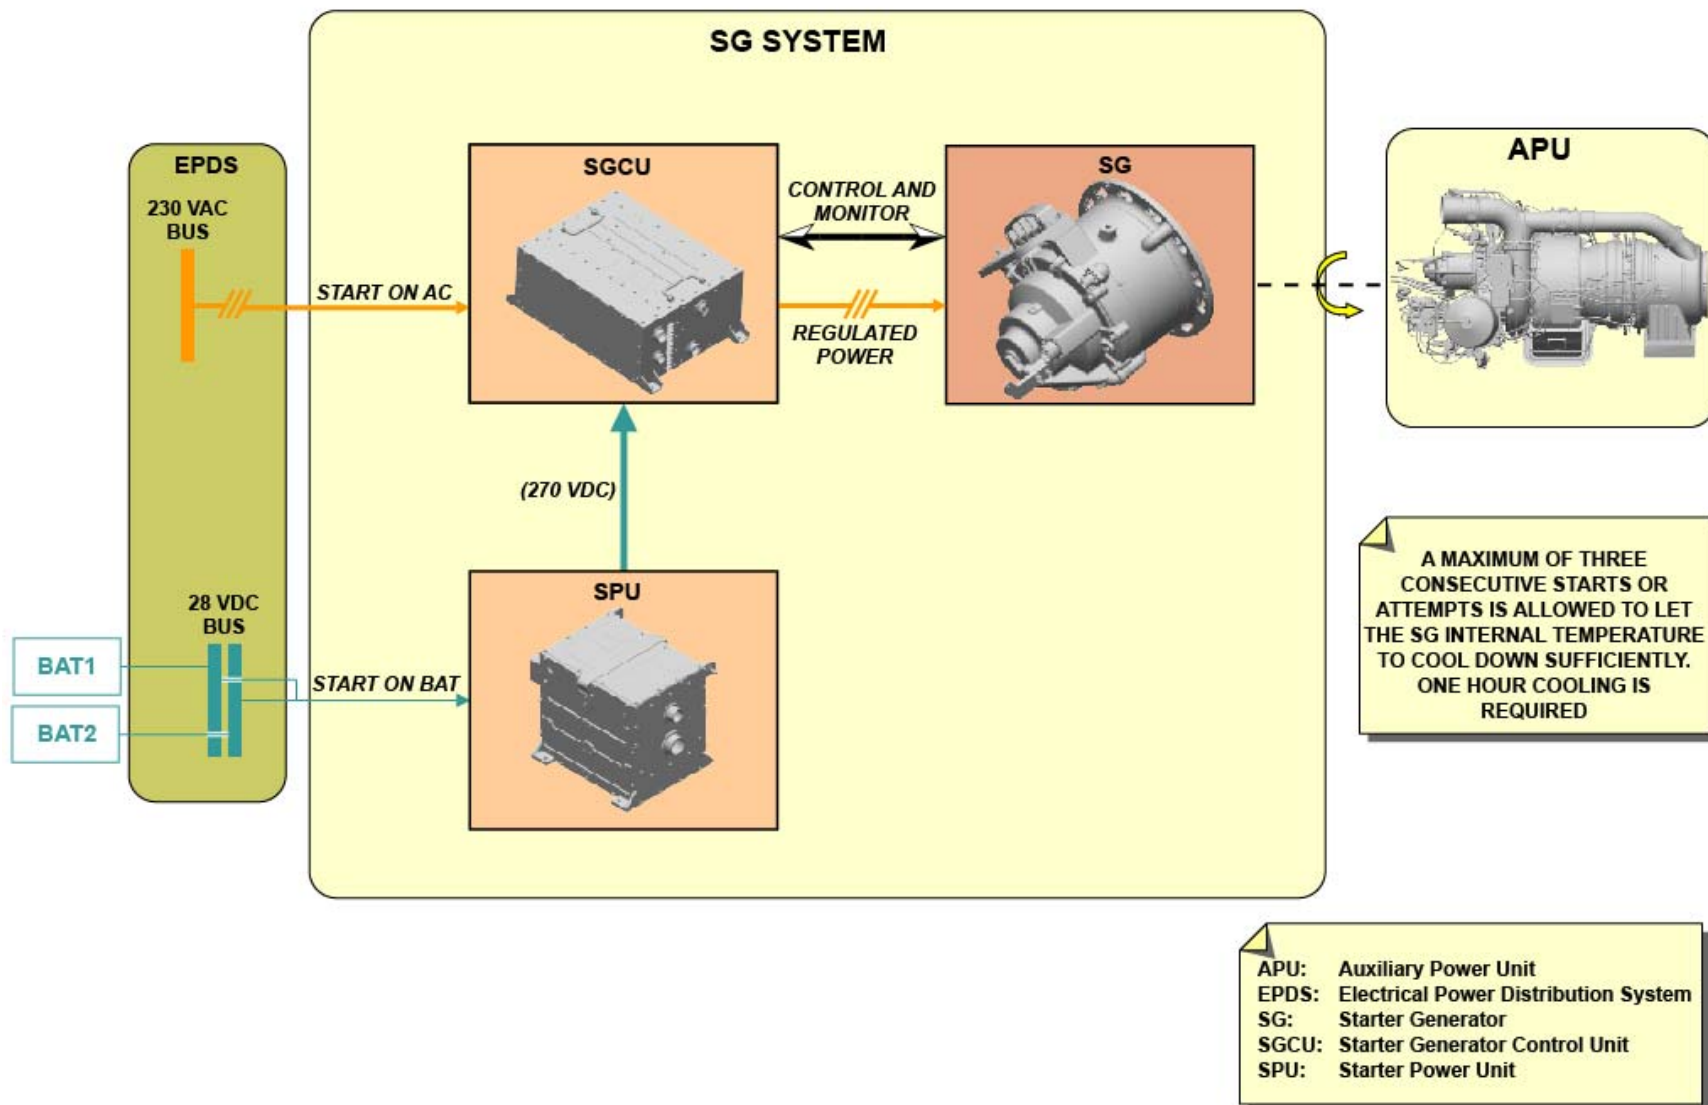 SG SYSTEM
EPDS
230 VAC
BUS
START ON AC
SGCU
CONTROL AND
MONITOR
REGULATED
POWER
SG
APU
(270 VDC)
28 VDC
BUS
BAT1
BAT2
START ON BAT
SPU
A MAXIMUM OF THREE
CONSECUTIVE STARTS OR
ATTEMPTS IS ALLOWED TO LET
THE SG INTERNAL TEMPERATURE
TO COOL DOWN SUFFICIENTLY.
ONE HOUR COOLING IS
REQUIRED
APU: Auxiliary Power Unit
EPDS: Electrical Power Distribution System
SG: Starter Generator
SGCU: Starter Generator Control Unit
SPU: Starter Power Unit